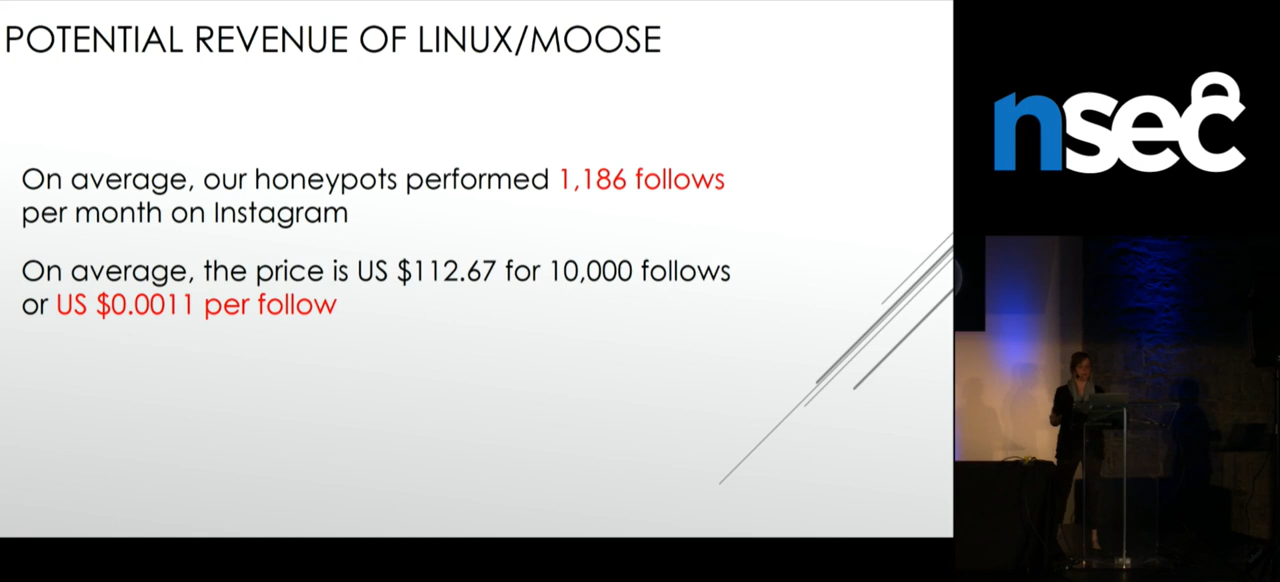 POTENTIAL REVENUE OF LINUX/MOOSE
On average, our honeypots performed 1,186 follows
per month on Instagram
On average, the price is US $112.67 for 10,000 follows
or US $0.0011 per follow
nsec